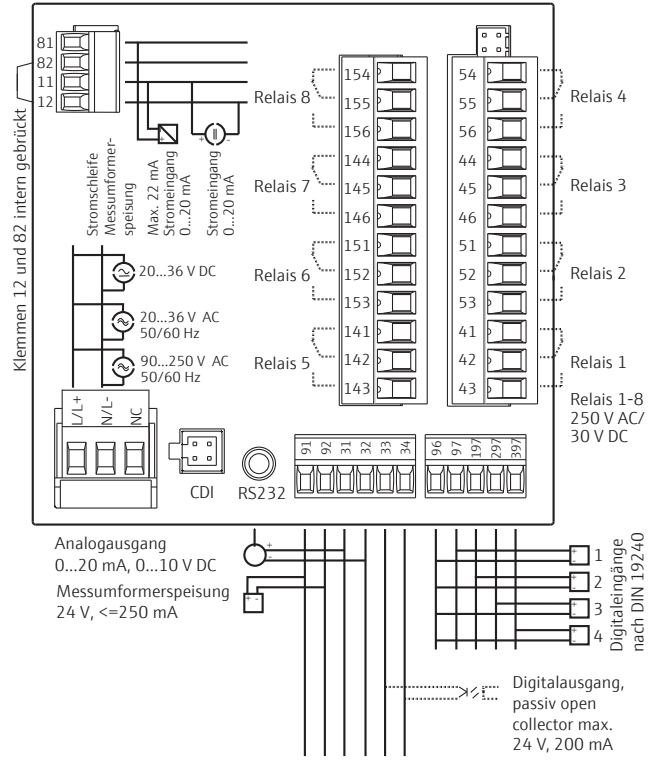 81
82
11
12
Klemmen 12 und 82 intern gebrückt
Stromschleife
Messumformer-
speisung
Max. 22 mA
Stromeingang
0...20 mA
Stromeingang
0...20 mA
+
-
+
-
20...36 V DC
20...36 V AC
50/60 Hz
90...250 V AC
50/60 Hz
L/L+
N/L-
NC
CDI
RS232
Relais 8
154
155
156
Relais 7
144
145
146
Relais 6
151
152
153
Relais 5
141
142
143
54
55
56
Relais 4
44
45
46
Relais 3
51
52
53
Relais 2
41
42
43
Relais 1
Relais 1-8
250 V AC/
30 V DC
91
92
31
32
33
34
96
97
197
297
397
Analogausgang
0...20 mA, 0...10 V DC
+
-
Messumformerspeisung
24 V, <=250 mA
+ -
+
- 1
+
- 2
+
- 3
+
- 4
Digitaleingänge
nach DIN 19240
Digitalausgang,
passiv open
collector max.
24 V, 200 mA